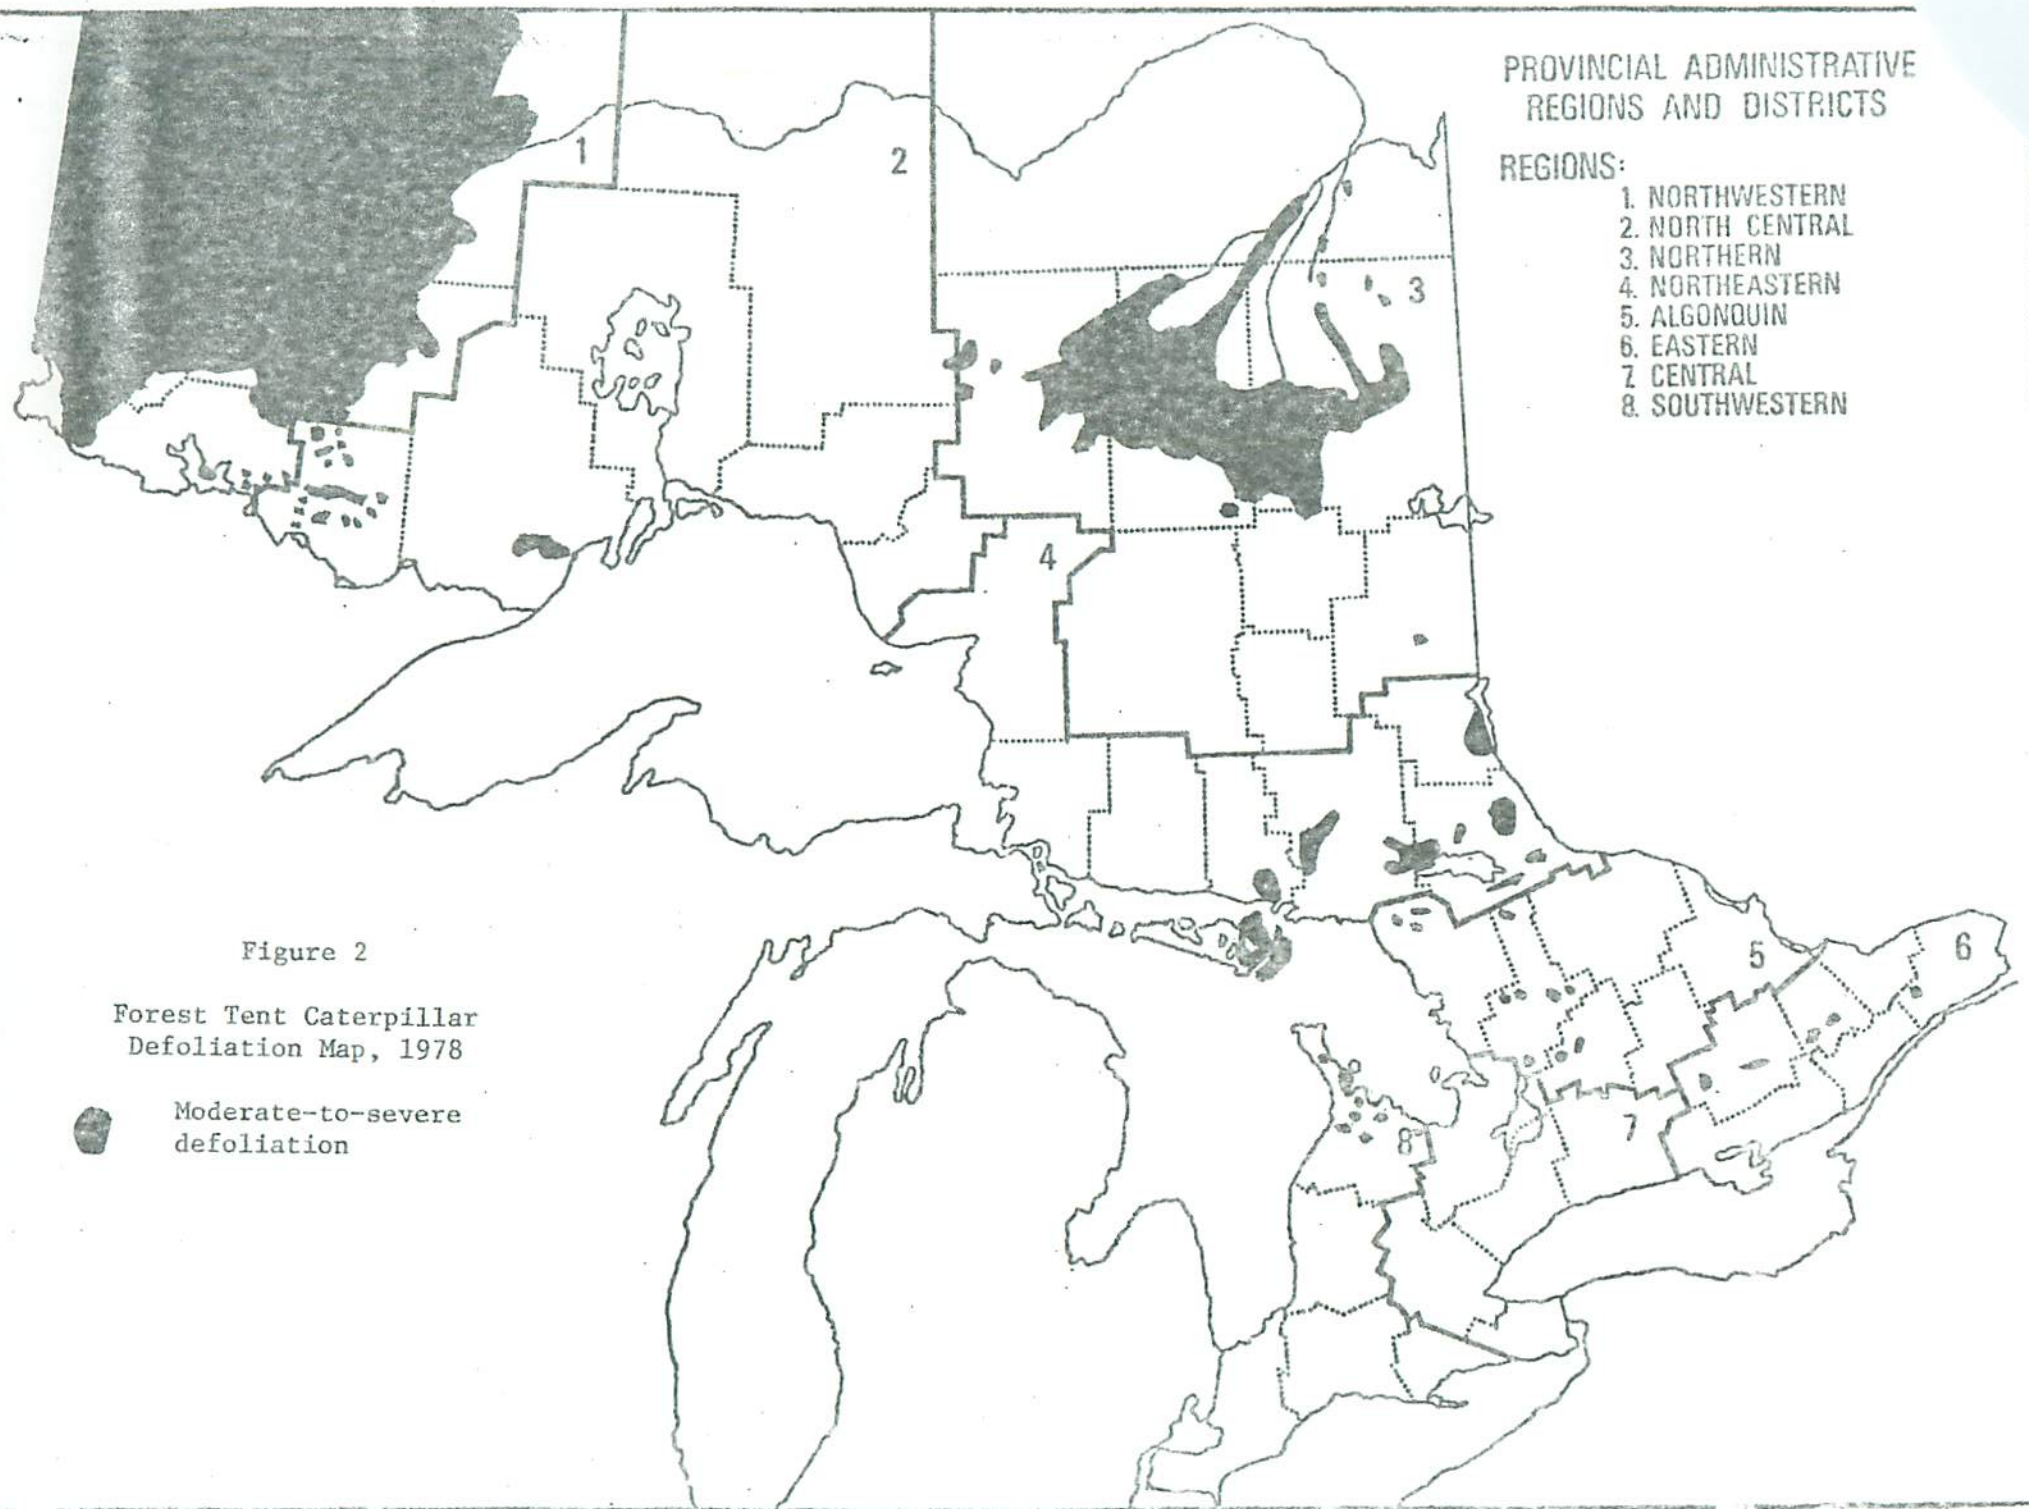 PROVINCIAL ADMINISTRATIVE
REGIONS AND DISTRICTS
REGIONS:
1. NORTHWESTERN
2. NORTH CENTRAL
3. NORTHERN
4. NORTHEASTERN
5. ALGONQUIN
6. EASTERN
7. CENTRAL
8. SOUTHWESTERN
1
2
3
4
5
6
7
8
Figure 2
Forest Tent Caterpillar
Defoliation Map, 1978
Moderate-to-severe
defoliation